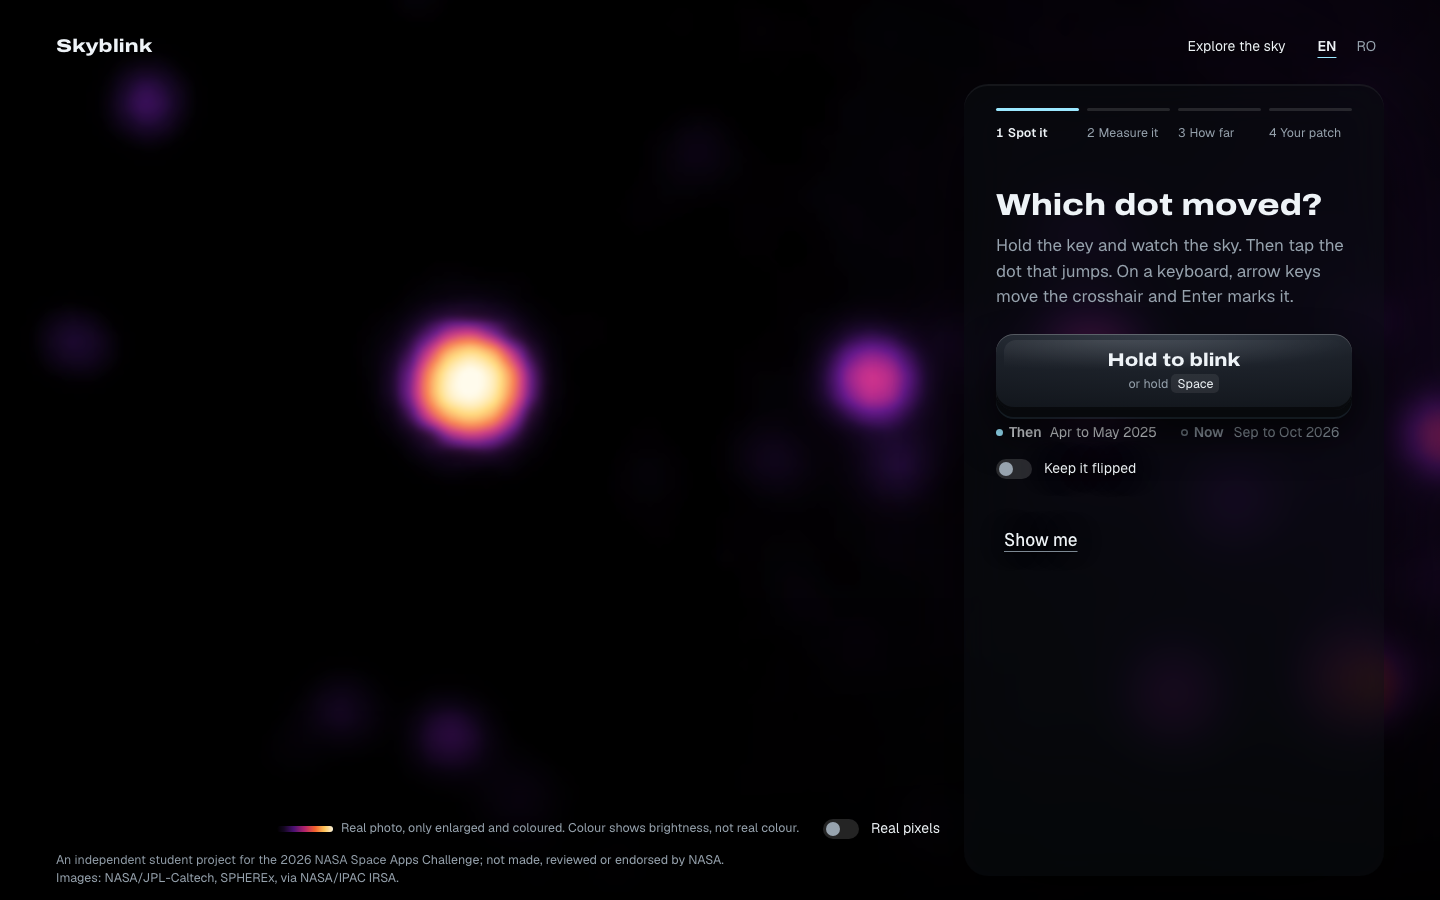 Skyblink
Explore the sky
EN
RO
1 Spot it
2 Measure it
3 How far
4 Your patch
Which dot moved?
Hold the key and watch the sky. Then tap the
dot that jumps. On a keyboard, arrow keys
move the crosshair and Enter marks it.
Hold to blink
or hold Space
Then Apr to May 2025
Now Sep to Oct 2026
Keep it flipped
Show me
Real photo, only enlarged and coloured. Colour shows brightness, not real colour.
Real pixels
An independent student project for the 2026 NASA Space Apps Challenge; not made, reviewed or endorsed by NASA.
Images: NASA/JPL-Caltech, SPHEREx, via NASA/IPAC IRSA.